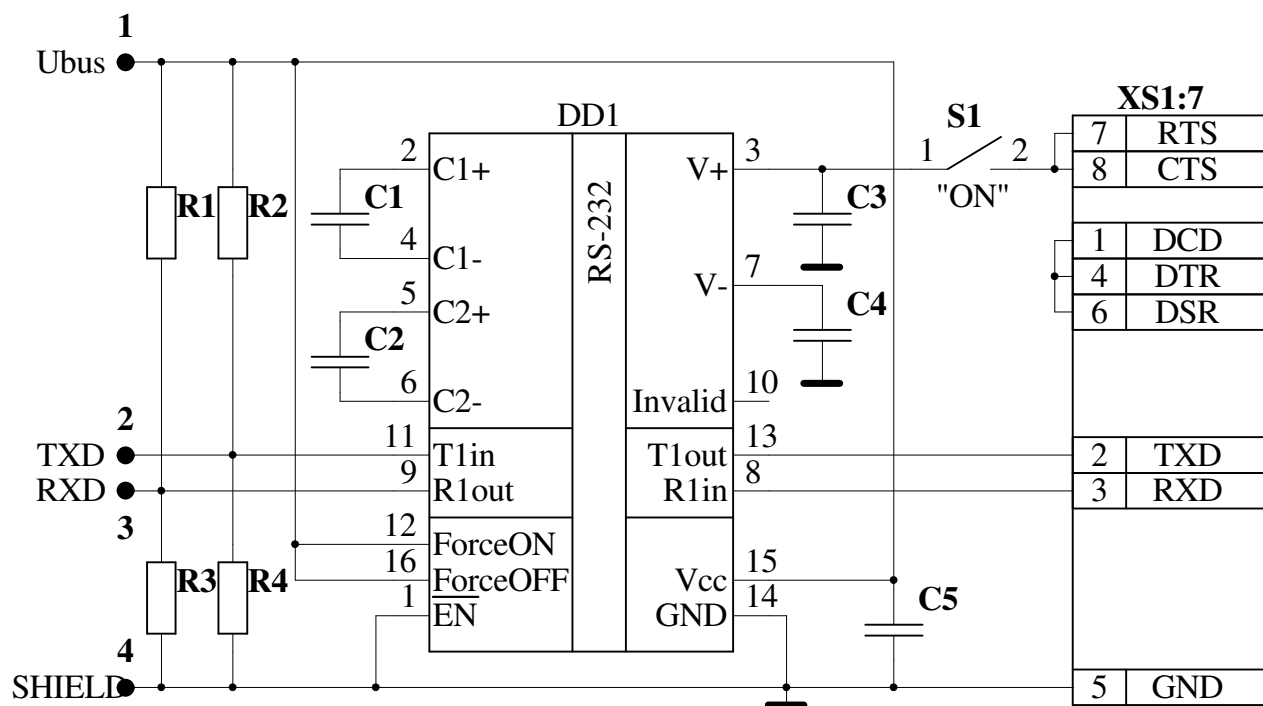 1
Ubus
DD1
XS1:7
S1
7 RTS
2 C1+ V+ 3 1 2 8 CTS
R1 R2 C1 RS-232 C3 "ON"
4 C1- 1 DCD
7 4 DTR
5 C2+ V- C4 6 DSR
C2
6 C2- Invalid 10
2
TXD 11 T1in T1out 13 2 TXD
RXD 9 R1out R1in 8 3 RXD
3
12 ForceON
R3 R4 16 ForceOFF Vcc 15
1 EN GND 14 C5
4
SHIELD 5 GND